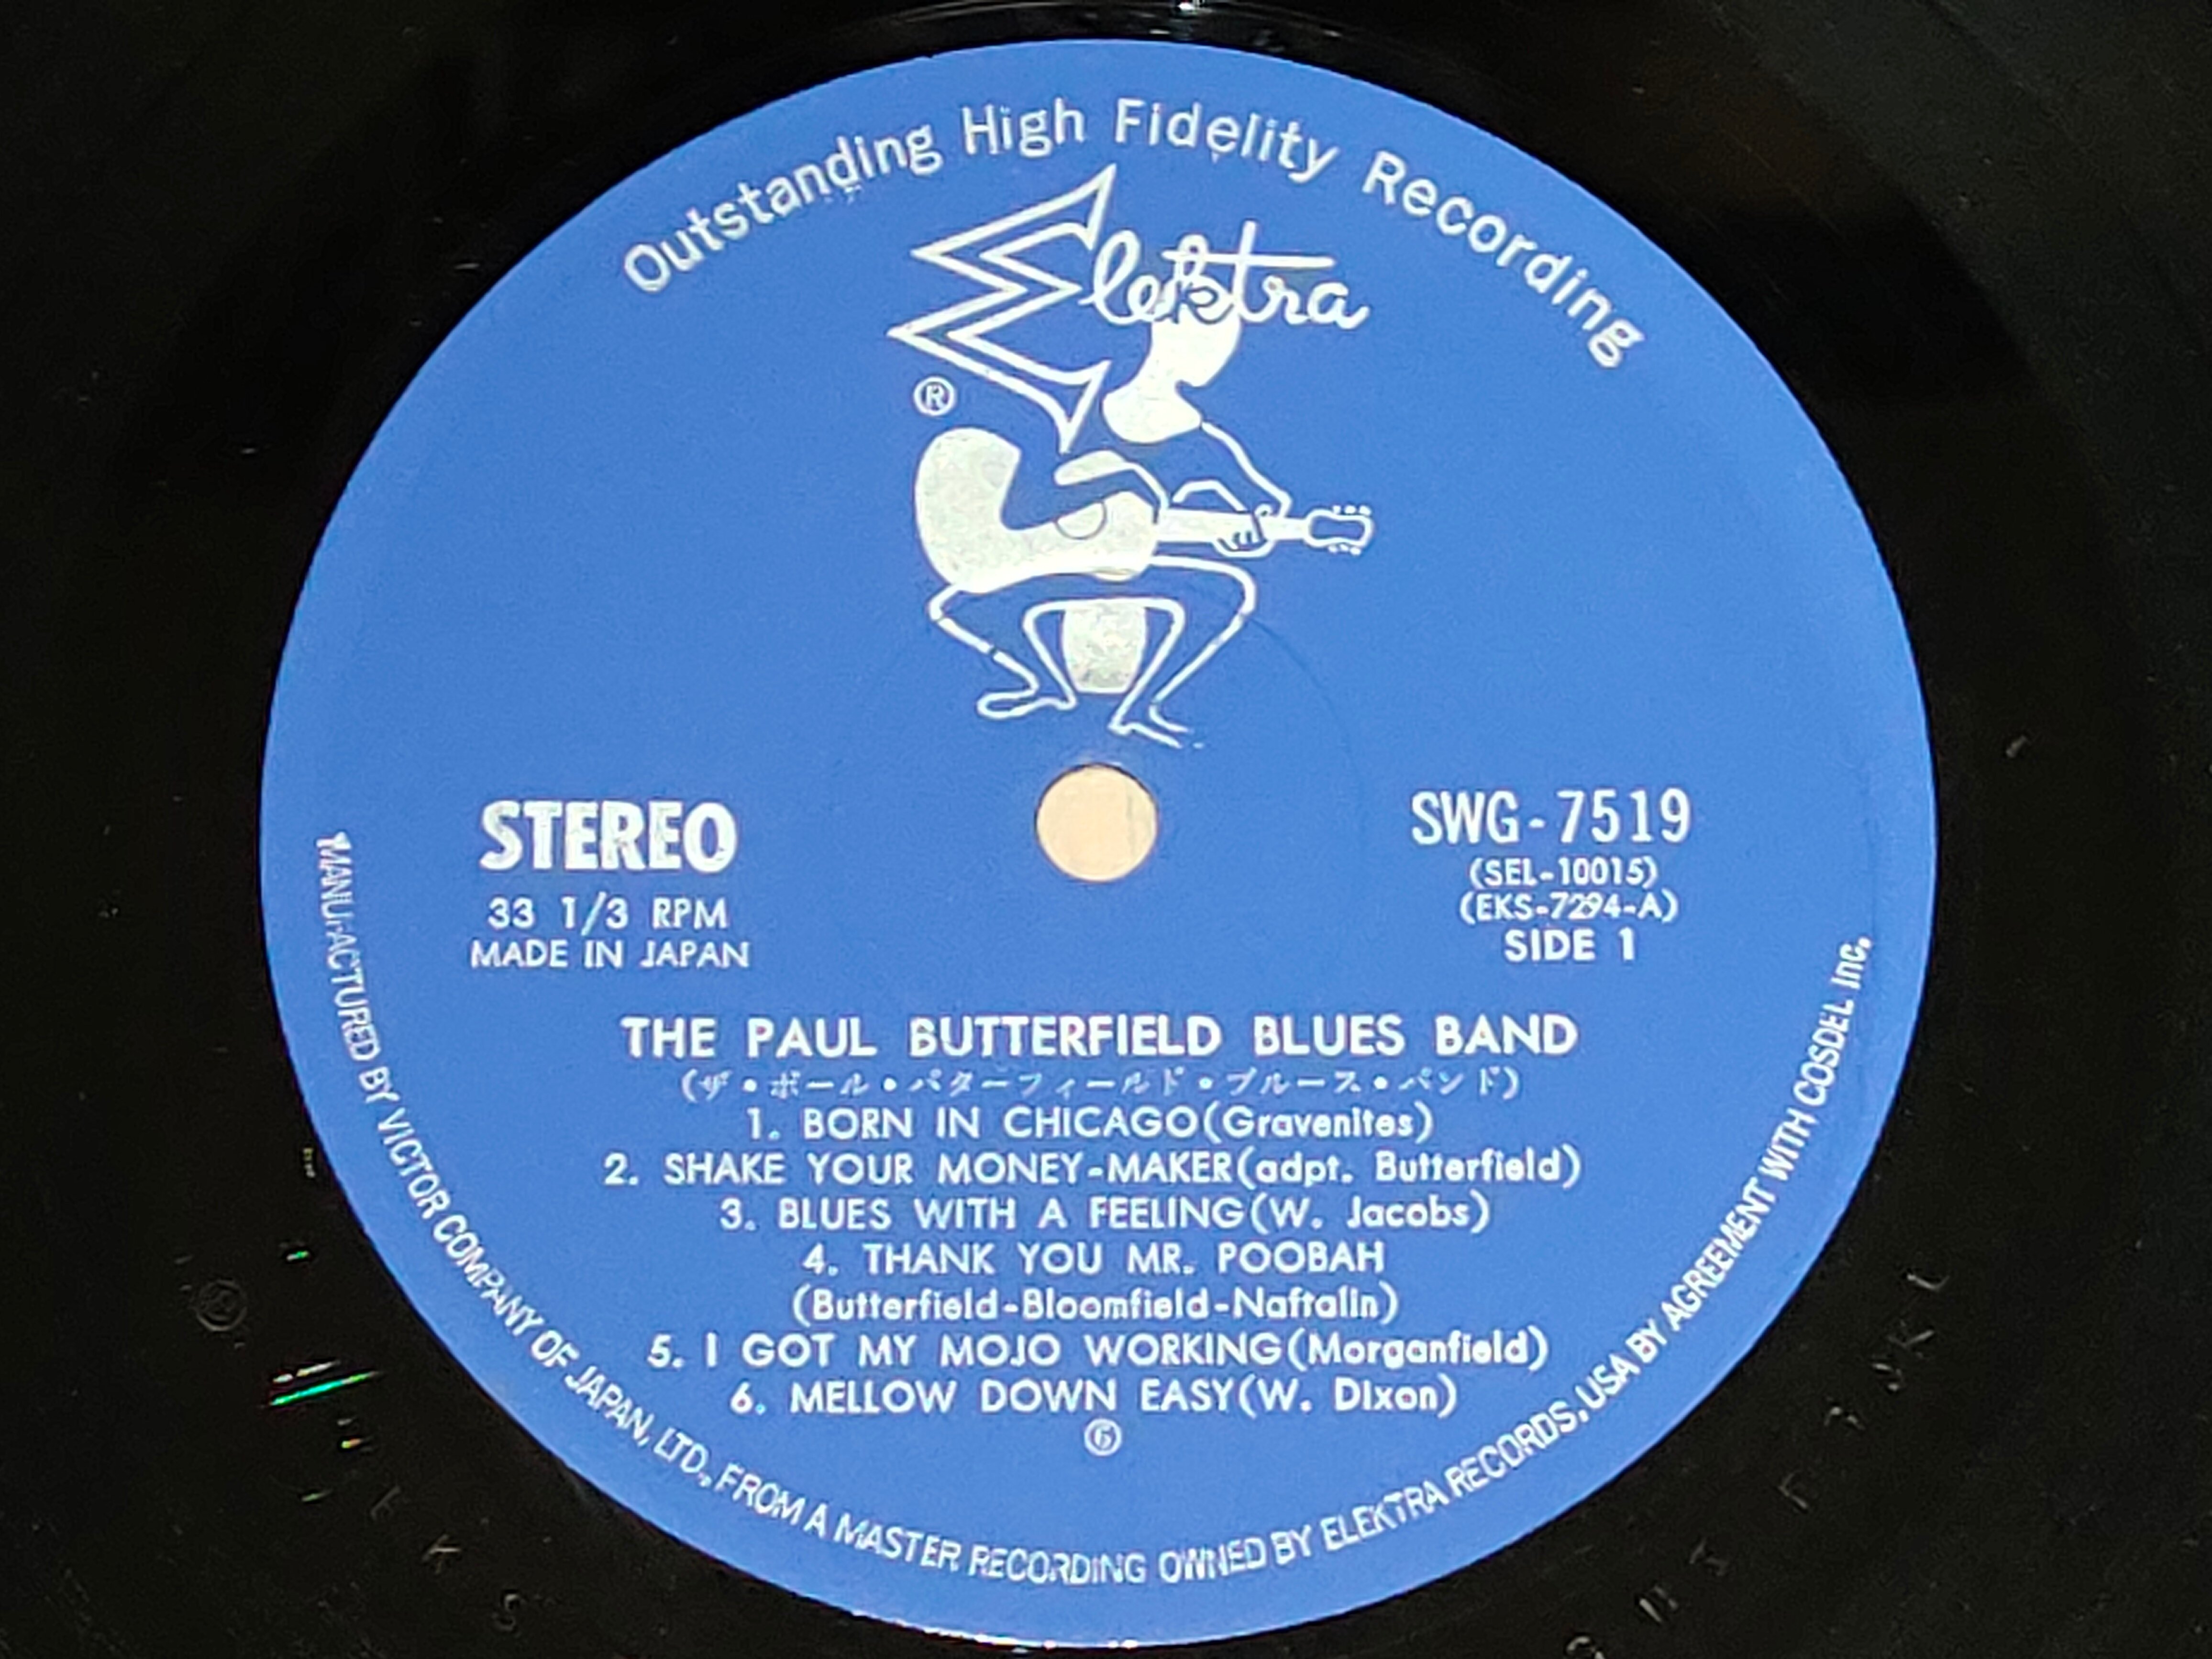 Outstanding High Fidelity Recording
Elektra
®
STEREO
33 1/3 RPM
MADE IN JAPAN
SWG-7519
(SEL-10015)
(EKS-7294-A)
SIDE 1
THE PAUL BUTTERFIELD BLUES BAND
(ザ・ポール・バターフィールド・ブルース・バンド)
1. BORN IN CHICAGO(Gravenites)
2. SHAKE YOUR MONEY-MAKER(adpt. Butterfield)
3. BLUES WITH A FEELING(W. Jacobs)
4. THANK YOU MR. POOBAH
(Butterfield-Bloomfield-Naftalin)
5. I GOT MY MOJO WORKING(Morganfield)
6. MELLOW DOWN EASY(W. Dixon)
Ⓖ
MANUFACTURED BY VICTOR COMPANY OF JAPAN, LTD. FROM A MASTER RECORDING OWNED BY ELEKTRA RECORDS, USA BY AGREEMENT WITH COSDEL Inc.